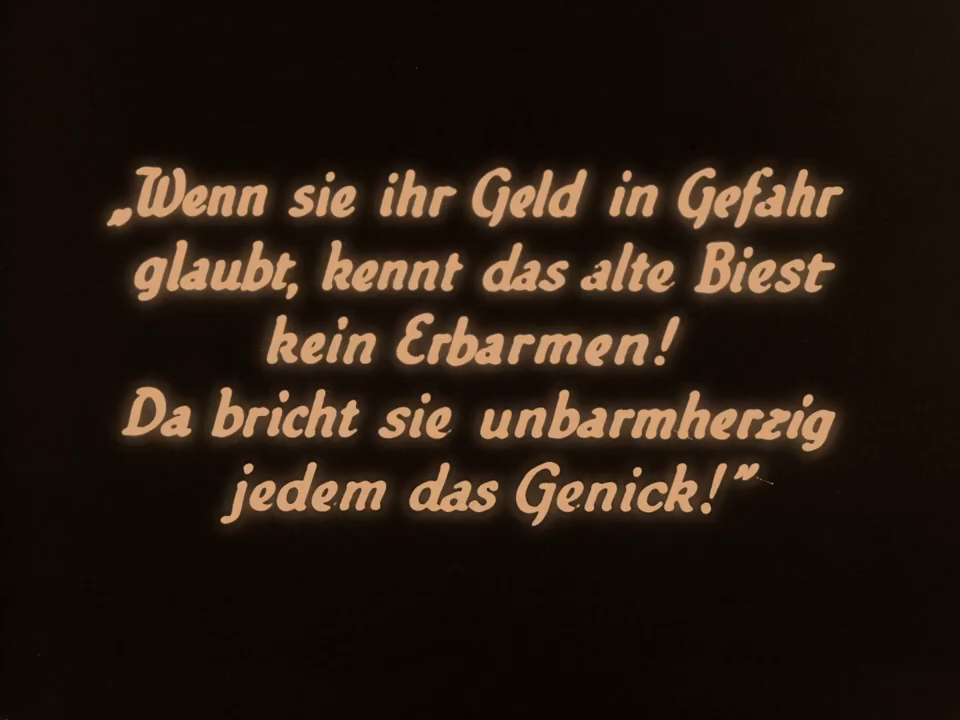 „Wenn sie ihr Geld in Gefahr
glaubt, kennt das alte Biest
kein Erbarmen!
Da bricht sie unbarmherzig
jedem das Genick!”